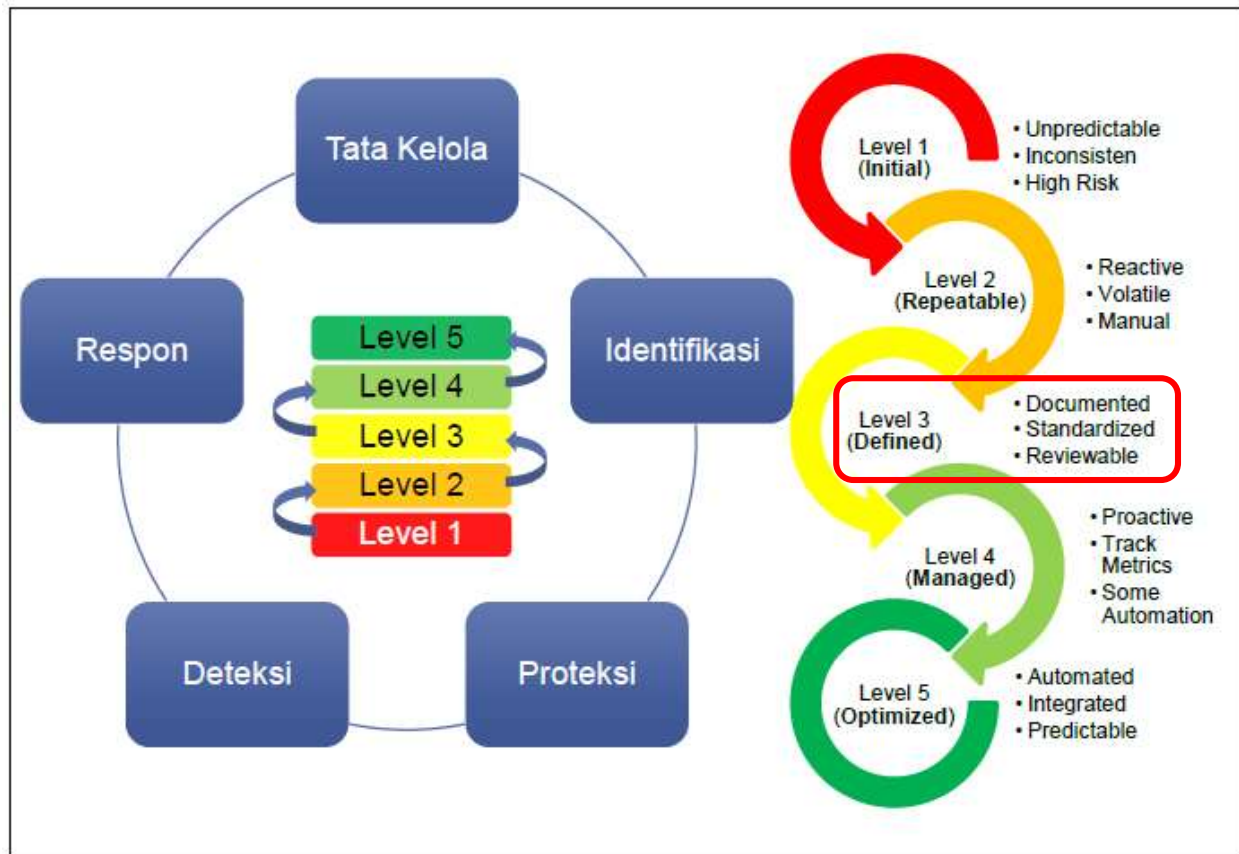 Tata Kelola
Respon
Identifikasi
Deteksi
Proteksi
Level 5
Level 4
Level 3
Level 2
Level 1
Level 1
(Initial)
• Unpredictable
• Inconsisten
• High Risk
Level 2
(Repeatable)
• Reactive
• Volatile
• Manual
Level 3
(Defined)
• Documented
• Standardized
• Reviewable
Level 4
(Managed)
• Proactive
• Track
Metrics
• Some
Automation
Level 5
(Optimized)
• Automated
• Integrated
• Predictable